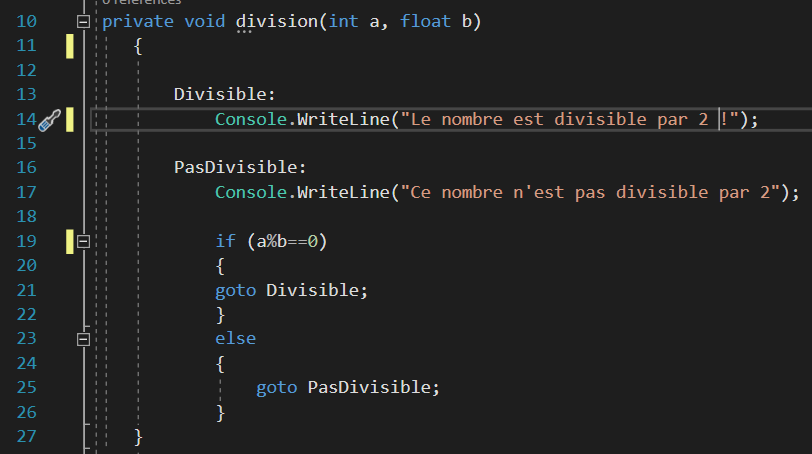 0 references
10 private void division(int a, float b)
11 {
12
13 Divisible:
14 Console.WriteLine("Le nombre est divisible par 2 !");
15
16 PasDivisible:
17 Console.WriteLine("Ce nombre n'est pas divisible par 2");
18
19 if (a%b==0)
20 {
21 goto Divisible;
22 }
23 else
24 {
25 goto PasDivisible;
26 }
27 }